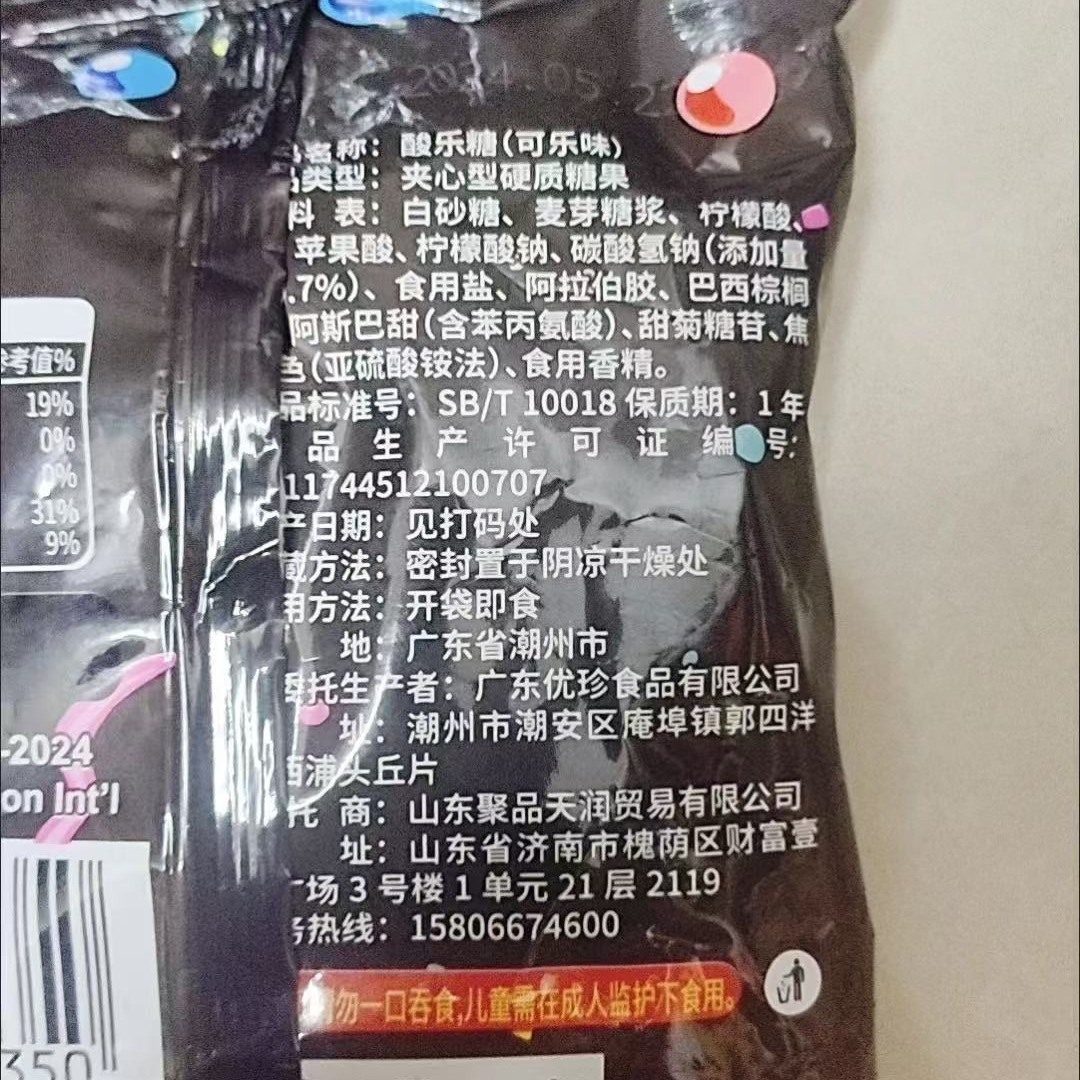 2024.05.2
名称：酸乐糖(可乐味)
品类型：夹心型硬质糖果
料 表：白砂糖、麦芽糖浆、柠檬酸、
苹果酸、柠檬酸钠、碳酸氢钠(添加量
.7%)、食用盐、阿拉伯胶、巴西棕榈
阿斯巴甜(含苯丙氨酸)、甜菊糖苷、焦
色(亚硫酸铵法)、食用香精。
品标准号：SB/T 10018 保质期：1年
品生产许可证编号：
11744512100707
产日期：见打码处
藏方法：密封置于阴凉干燥处
用方法：开袋即食
地：广东省潮州市
委托生产者：广东优珍食品有限公司
址：潮州市潮安区庵埠镇郭四洋
西浦头丘片
托 商：山东聚品天润贸易有限公司
址：山东省济南市槐荫区财富壹
广场3号楼1单元21层2119
务热线：15806674600
请勿一口吞食,儿童需在成人监护下食用。
参考值%
19%
0%
0%
31%
9%
-2024
on Int'l
350